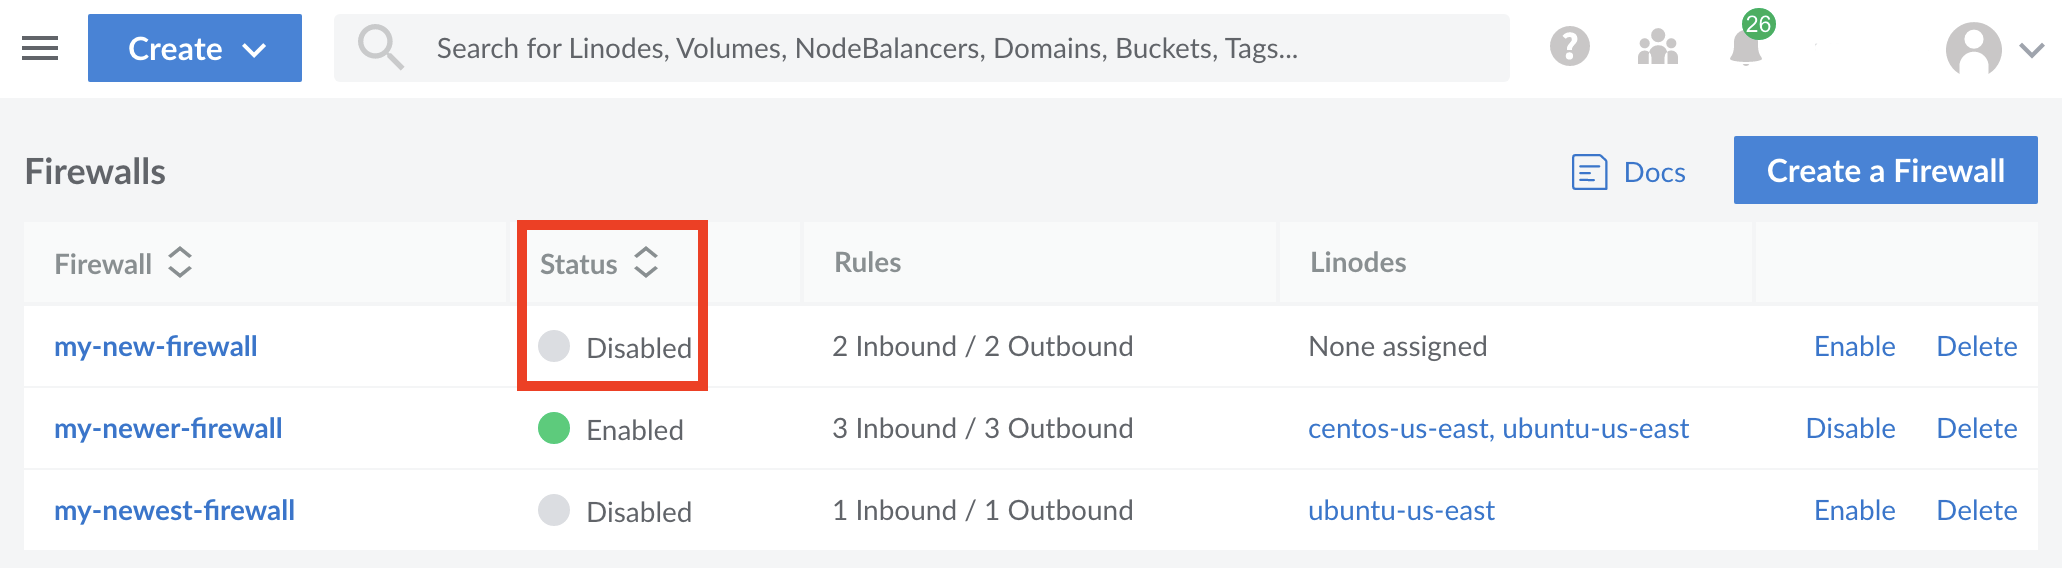 Create Search for Linodes, Volumes, NodeBalancers, Domains, Buckets, Tags... ? 26
Firewalls Docs Create a Firewall
Firewall Status Rules Linodes
my-new-firewall Disabled 2 Inbound / 2 Outbound None assigned Enable Delete
my-newer-firewall Enabled 3 Inbound / 3 Outbound centos-us-east, ubuntu-us-east Disable Delete
my-newest-firewall Disabled 1 Inbound / 1 Outbound ubuntu-us-east Enable Delete